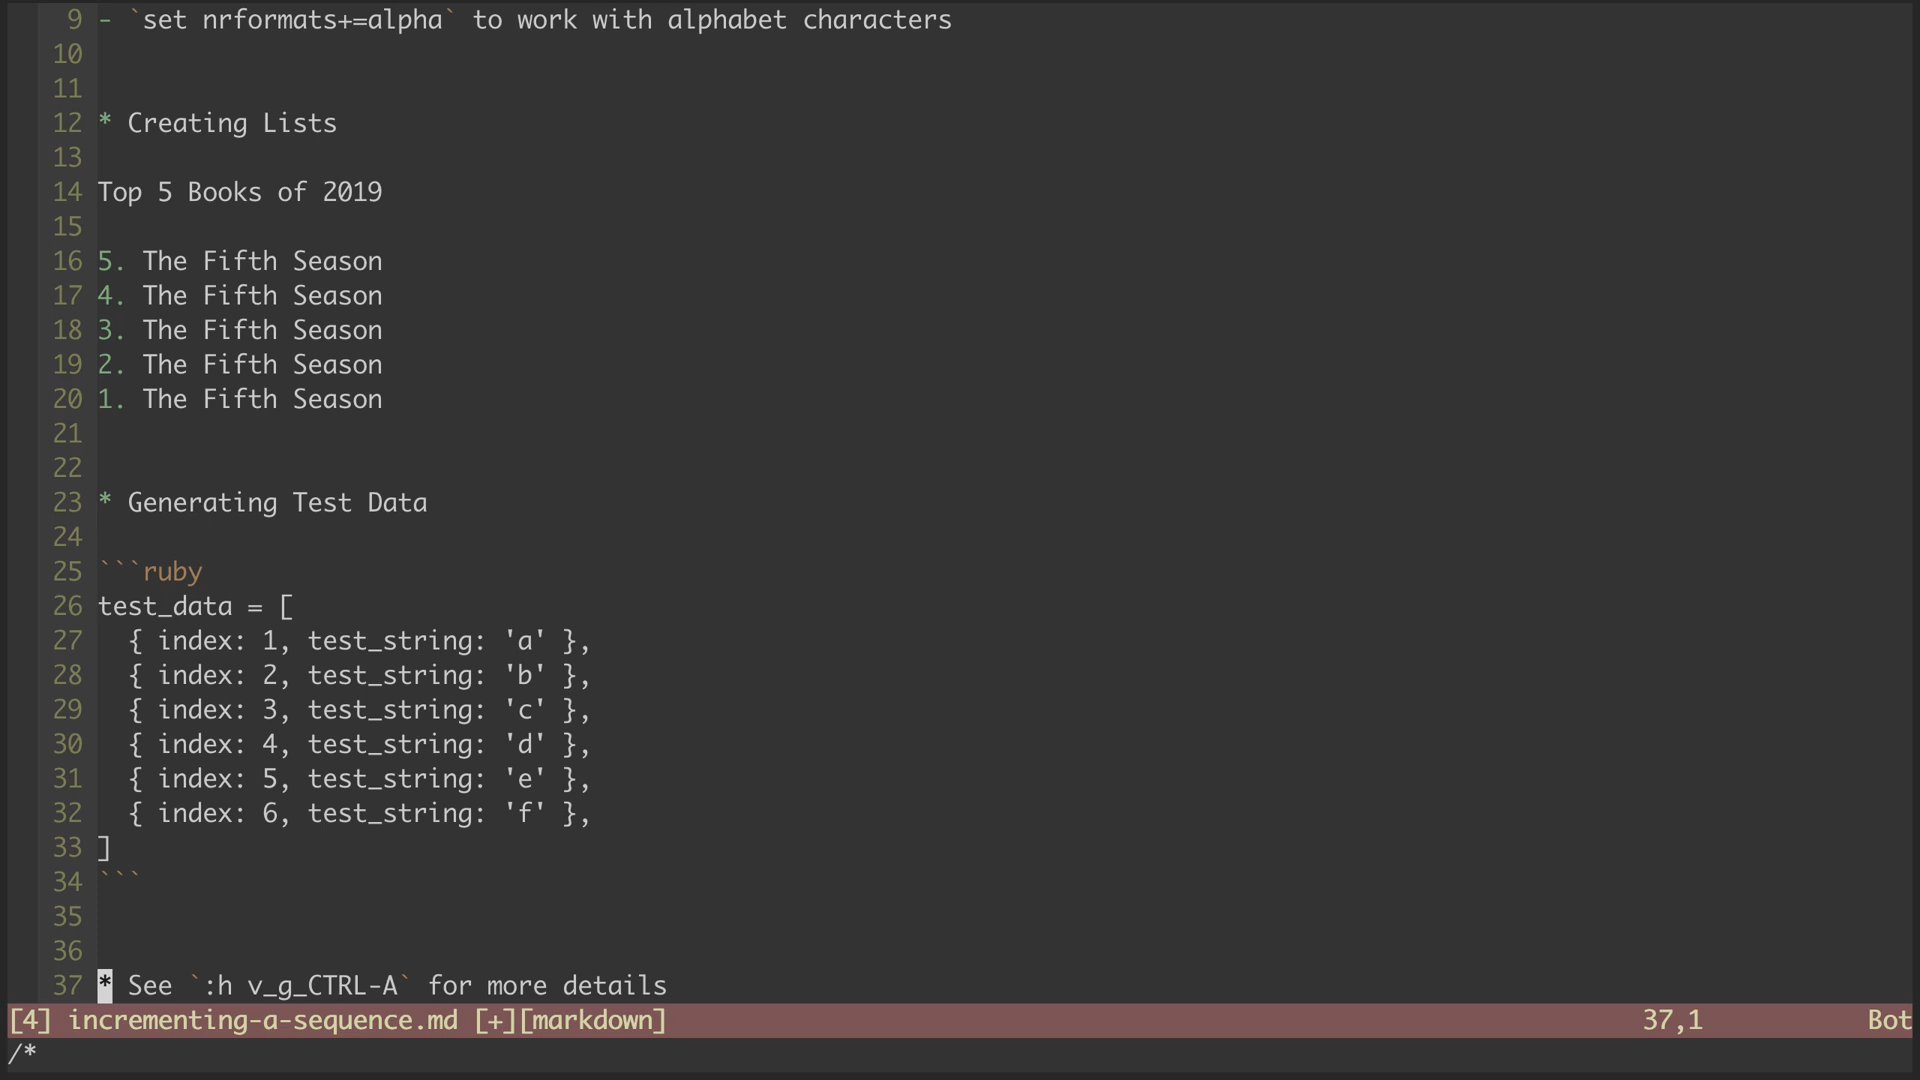 9 - `set nrformats+=alpha` to work with alphabet characters
10
11
12 * Creating Lists
13
14 Top 5 Books of 2019
15
16 5. The Fifth Season
17 4. The Fifth Season
18 3. The Fifth Season
19 2. The Fifth Season
20 1. The Fifth Season
21
22
23 * Generating Test Data
24
25 ```ruby
26 test_data = [
27   { index: 1, test_string: 'a' },
28   { index: 2, test_string: 'b' },
29   { index: 3, test_string: 'c' },
30   { index: 4, test_string: 'd' },
31   { index: 5, test_string: 'e' },
32   { index: 6, test_string: 'f' },
33 ]
34 ```
35
36
37 * See `:h v_g_CTRL-A` for more details
[4] incrementing-a-sequence.md [+][markdown] 37,1 Bot
/*